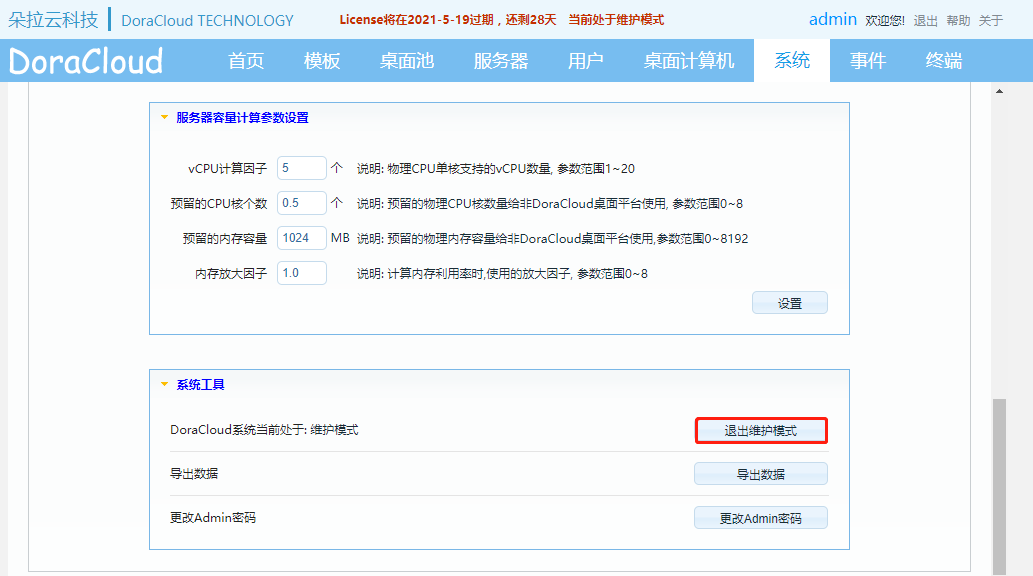 朵拉云科技 DoraCloud TECHNOLOGY License将在2021-5-19过期，还剩28天 当前处于维护模式 admin 欢迎您! 退出 帮助 关于
DoraCloud 首页 模板 桌面池 服务器 用户 桌面计算机 系统 事件 终端
服务器容量计算参数设置
vCPU计算因子 5 个 说明: 物理CPU单核支持的vCPU数量, 参数范围1~20
预留的CPU核个数 0.5 个 说明: 预留的物理CPU核数量给非DoraCloud桌面平台使用, 参数范围0~8
预留的内存容量 1024 MB 说明: 预留的物理内存容量给非DoraCloud桌面平台使用,参数范围0~8192
内存放大因子 1.0 说明: 计算内存利用率时,使用的放大因子, 参数范围0~8
设置
系统工具
DoraCloud系统当前处于: 维护模式 退出维护模式
导出数据 导出数据
更改Admin密码 更改Admin密码